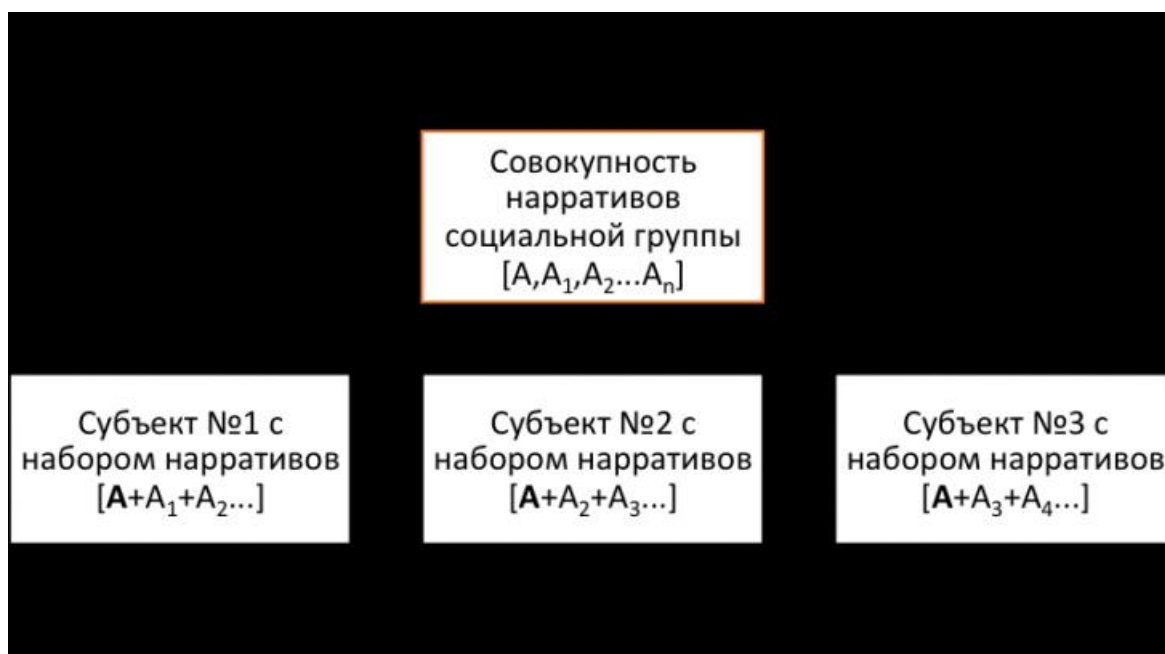 Совокупность
нарративов
социальной группы
[A,A₁,A₂...Aₙ]
Субъект №1 с
набором нарративов
[A+A₁+A₂...]
Субъект №2 с
набором нарративов
[A+A₂+A₃...]
Субъект №3 с
набором нарративов
[A+A₃+A₄...]